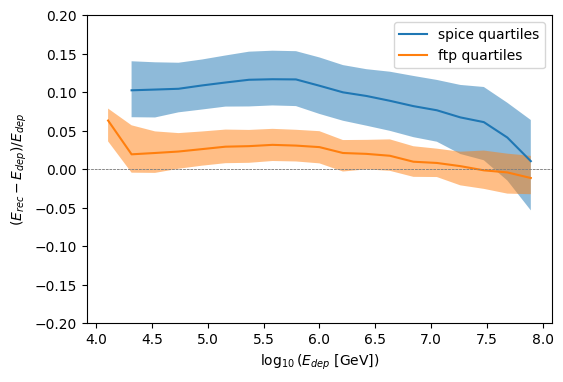 0.20
0.15
0.10
0.05
0.00
−0.05
−0.10
−0.15
−0.20
(E_rec − E_dep)/E_dep
spice quartiles
ftp quartiles
4.0 4.5 5.0 5.5 6.0 6.5 7.0 7.5 8.0
log10 (E_dep [GeV])